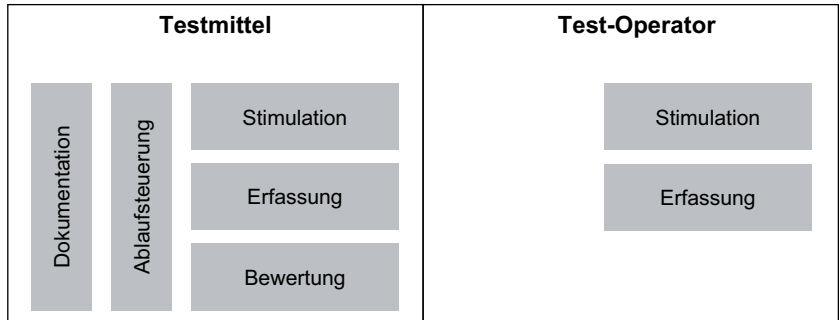 Testmittel
Dokumentation
Ablaufsteuerung
Stimulation
Erfassung
Bewertung
Test-Operator
Stimulation
Erfassung